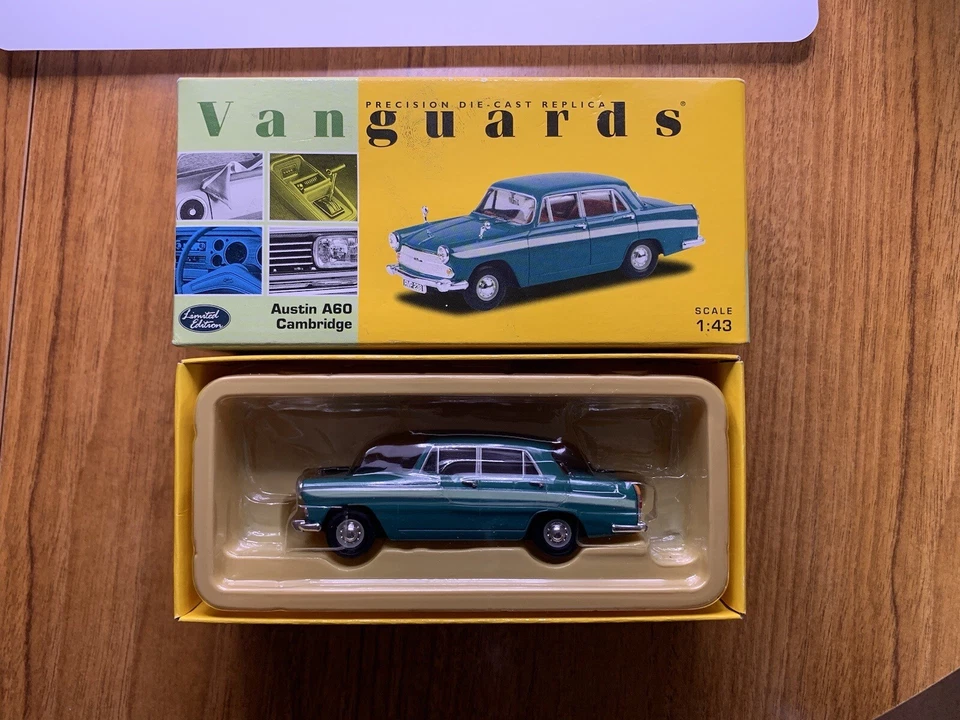 PRECISION DIE-CAST REPLICA
Vanguards®
Limited
Edition
Austin A60
Cambridge
SCALE
1:43